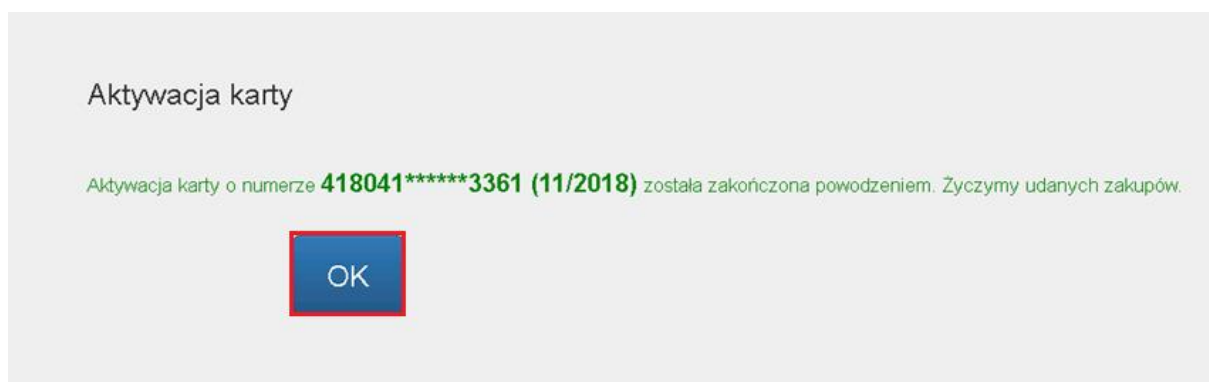 Aktywacja karty
Aktywacja karty o numerze 418041******3361 (11/2018) została zakończona powodzeniem. Życzymy udanych zakupów.
OK